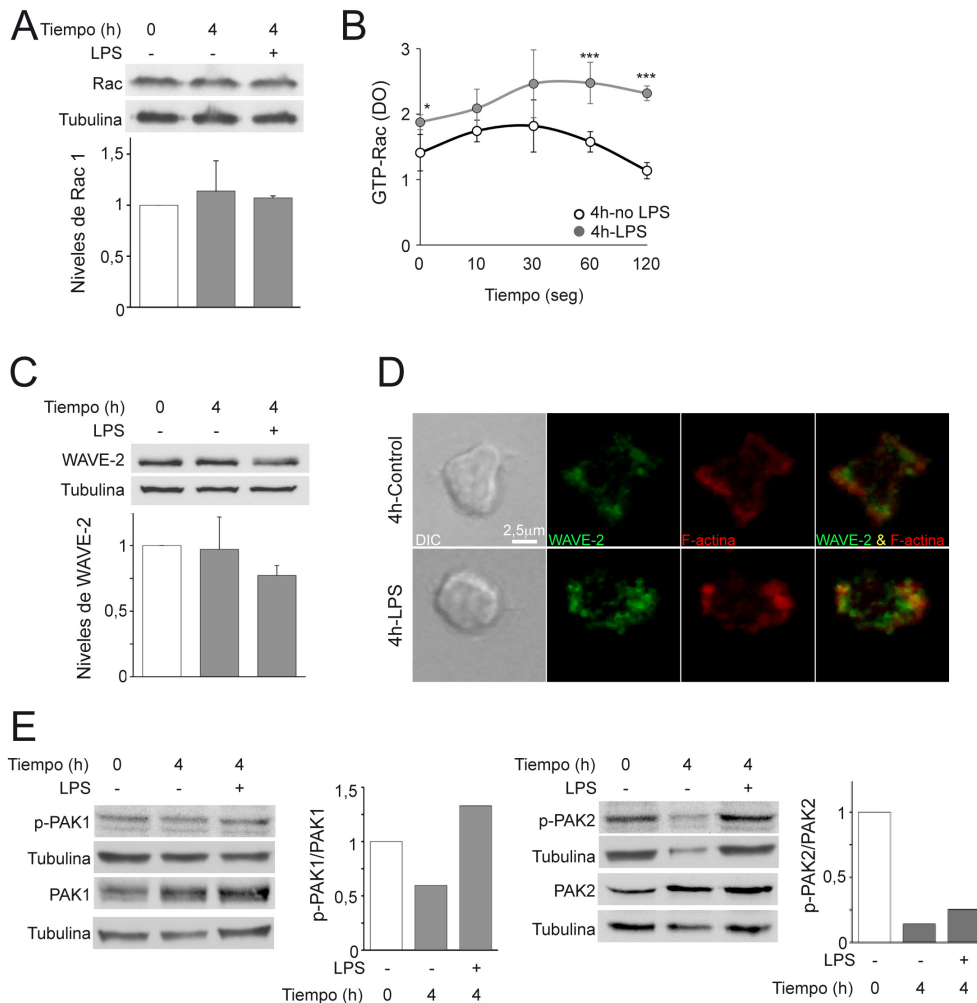 A
Tiempo (h) 0 4 4
LPS - - +
Rac
Tubulina
Niveles de Rac 1
1,5
1
0,5
0
B
GTP-Rac (DO)
3
2
1
0
* *** ***
4h-no LPS
4h-LPS
0 10 30 60 120
Tiempo (seg)
C
Tiempo (h) 0 4 4
LPS - - +
WAVE-2
Tubulina
Niveles de WAVE-2
1
0,5
0
D
4h-Control
DIC
2,5µm
WAVE-2
F-actina
WAVE-2 & F-actina
4h-LPS
E
Tiempo (h) 0 4 4
LPS - - +
p-PAK1
Tubulina
PAK1
Tubulina
p-PAK1/PAK1
1,5
1
0,5
0
LPS - - +
Tiempo (h) 0 4 4
Tiempo (h) 0 4 4
LPS - - +
p-PAK2
Tubulina
PAK2
Tubulina
p-PAK2/PAK2
1
0,5
0
LPS - - +
Tiempo (h) 0 4 4